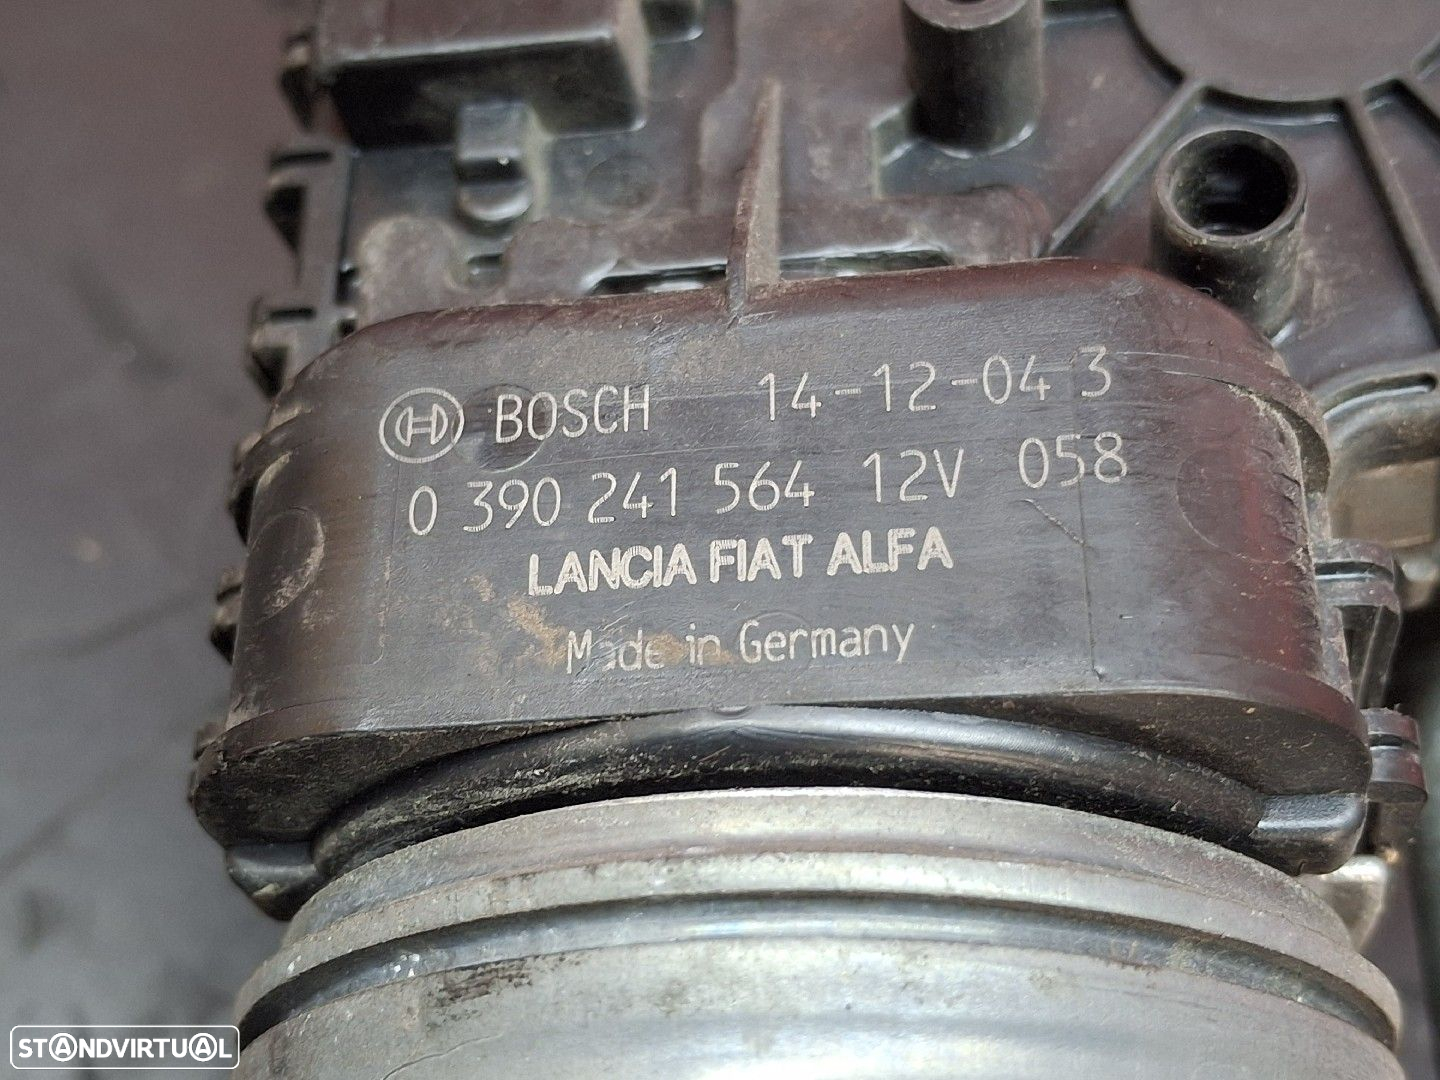 BOSCH 14-12-04 3
0 390 241 564 12V 058
LANCIA FIAT ALFA
Made in Germany
STANDVIRTUAL